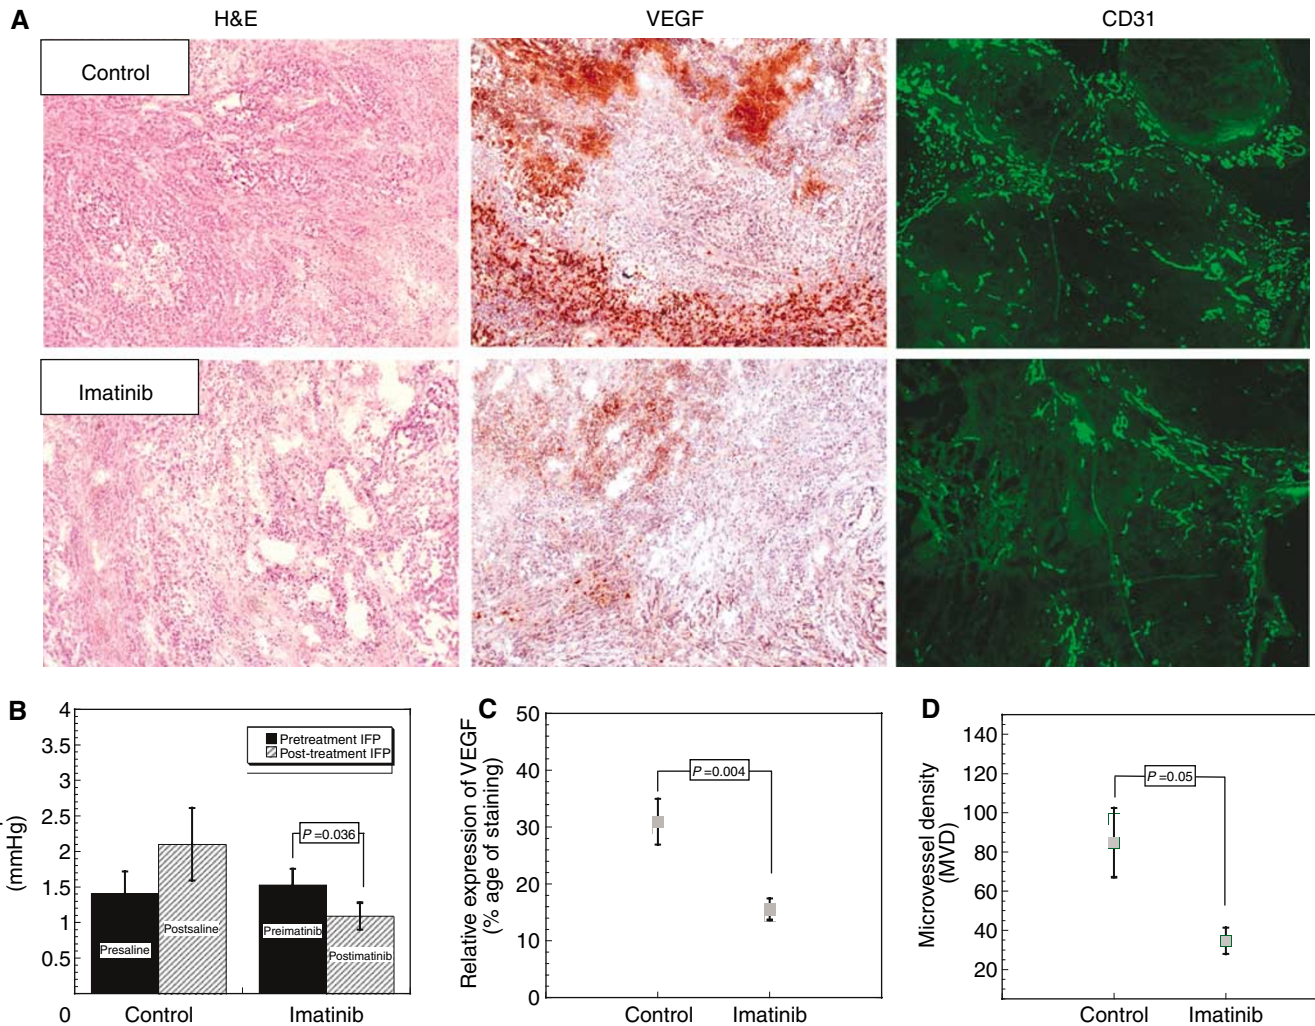 A
H&E
VEGF
CD31
Control
Imatinib
B
4
3.5
3
2.5
2
1.5
1
0.5
0
(mmHg)
Pretreatment IFP
Post-treatment IFP
P =0.036
Presaline
Postsaline
Preimatinib
Postimatinib
Control
Imatinib
C
50
40
30
20
10
0
Relative expression of VEGF
(% age of staining)
P =0.004
Control
Imatinib
D
140
120
100
80
60
40
20
Microvessel density
(MVD)
P =0.05
Control
Imatinib